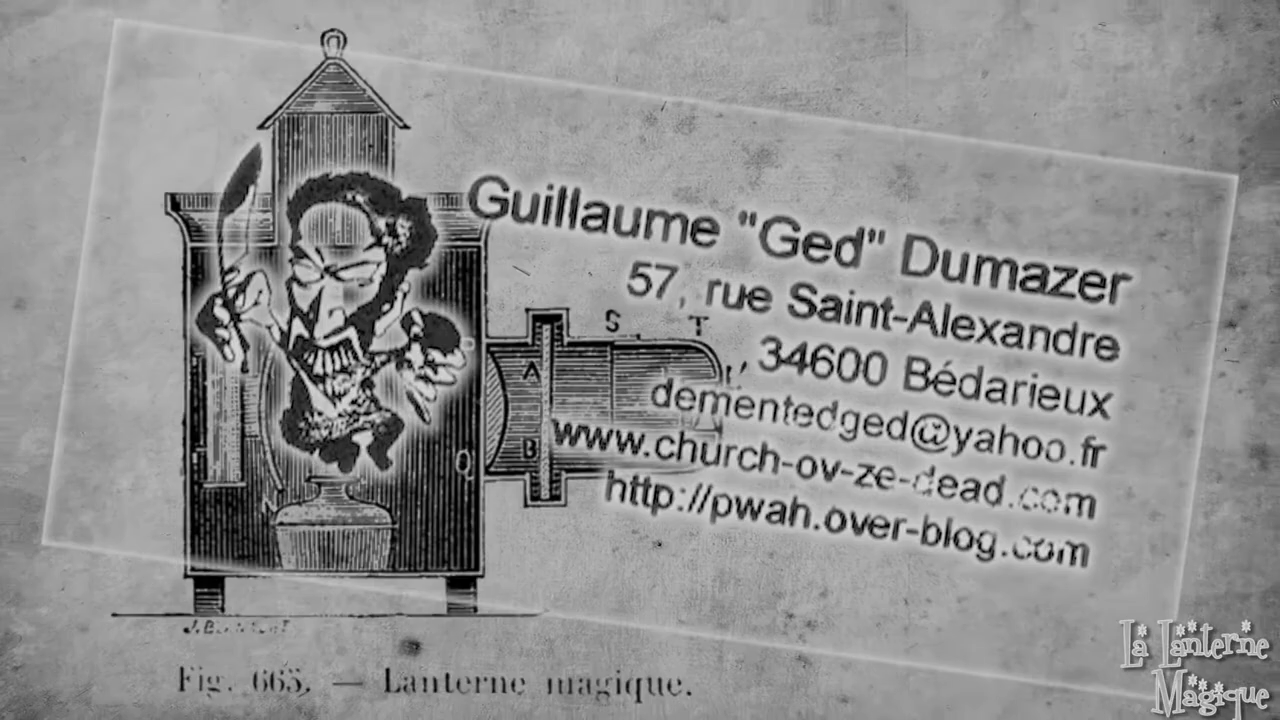 Guillaume "Ged" Dumazer
57, rue Saint-Alexandre
, 34600 Bédarieux
dementedged@yahoo.fr
www.church-ov-ze-dead.com
http://pwah.over-blog.com
S T
A
B
Q
N
Fig. 665. — Lanterne magique.
La Lanterne
Magique